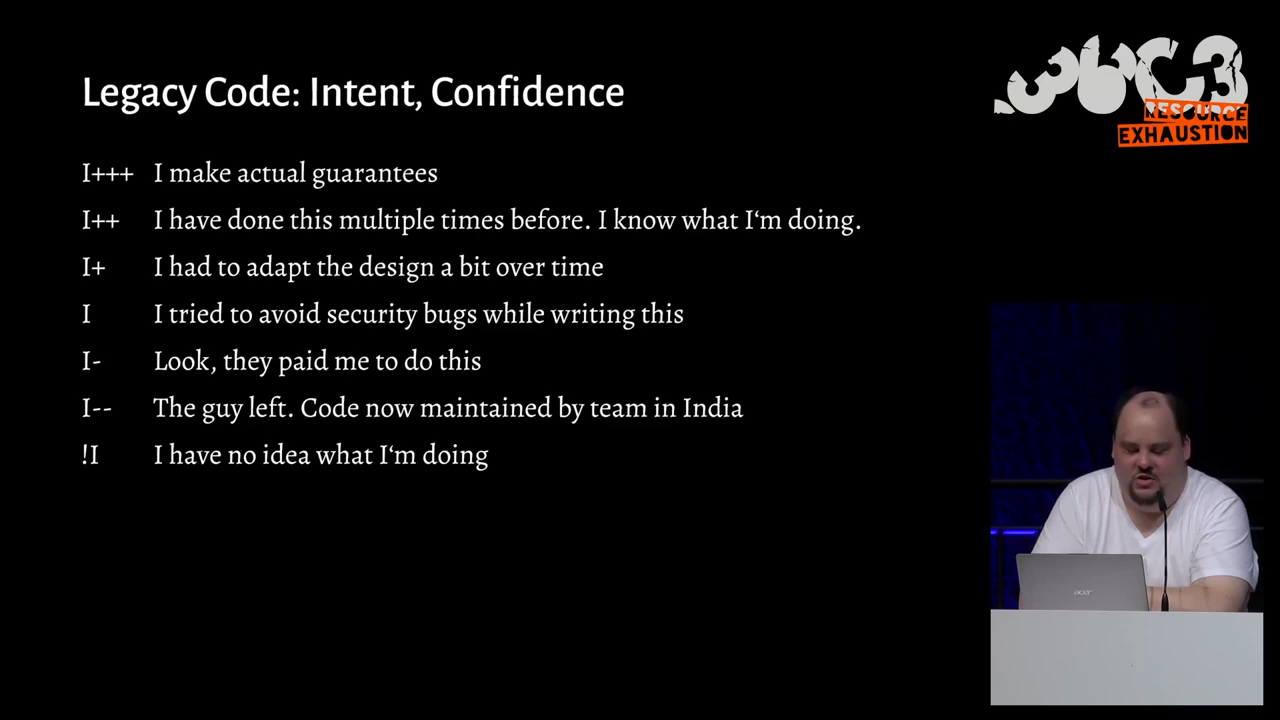 Legacy Code: Intent, Confidence
36C3
RESOURCE
EXHAUSTION
I+++ I make actual guarantees
I++ I have done this multiple times before. I know what I‘m doing.
I+ I had to adapt the design a bit over time
I I tried to avoid security bugs while writing this
I- Look, they paid me to do this
I-- The guy left. Code now maintained by team in India
!I I have no idea what I‘m doing
acer